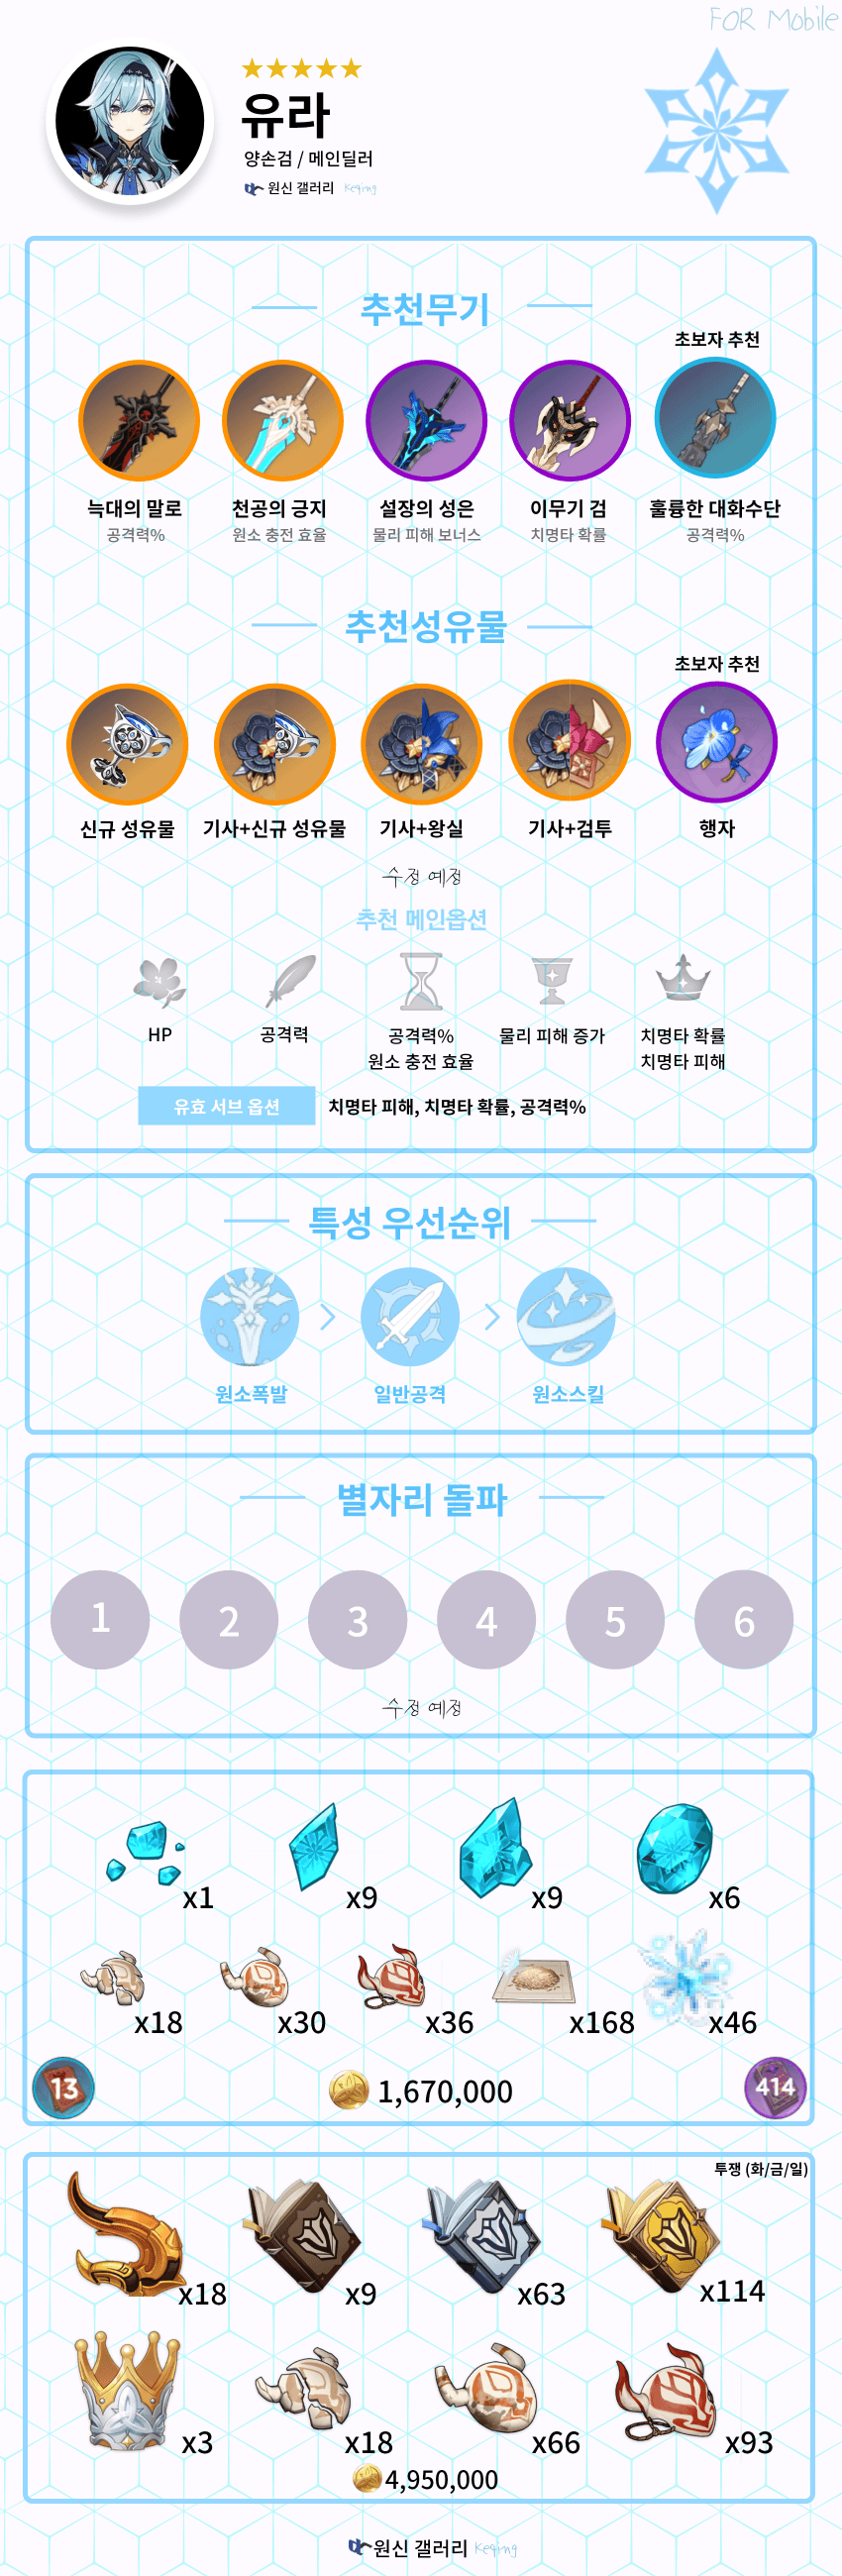 FOR Mobile
유라
양손검 / 메인딜러
원신 갤러리 Keqing
추천무기
초보자 추천
늑대의 말로 천공의 긍지 설장의 성은 이무기 검 훌륭한 대화수단
공격력% 원소 충전 효율 물리 피해 보너스 치명타 확률 공격력%
추천성유물
초보자 추천
신규 성유물 기사+신규 성유물 기사+왕실 기사+검투 행자
수정 예정
추천 메인옵션
HP 공격력 공격력% 물리 피해 증가 치명타 확률
원소 충전 효율 치명타 피해
유효 서브 옵션 치명타 피해, 치명타 확률, 공격력%
특성 우선순위
원소폭발 일반공격 원소스킬
별자리 돌파
1 2 3 4 5 6
수정 예정
x1 x9 x9 x6
x18 x30 x36 x168 x46
13 1,670,000 414
투쟁 (화/금/일)
x18 x9 x63 x114
x3 x18 x66 x93
4,950,000
원신 갤러리 Keqing